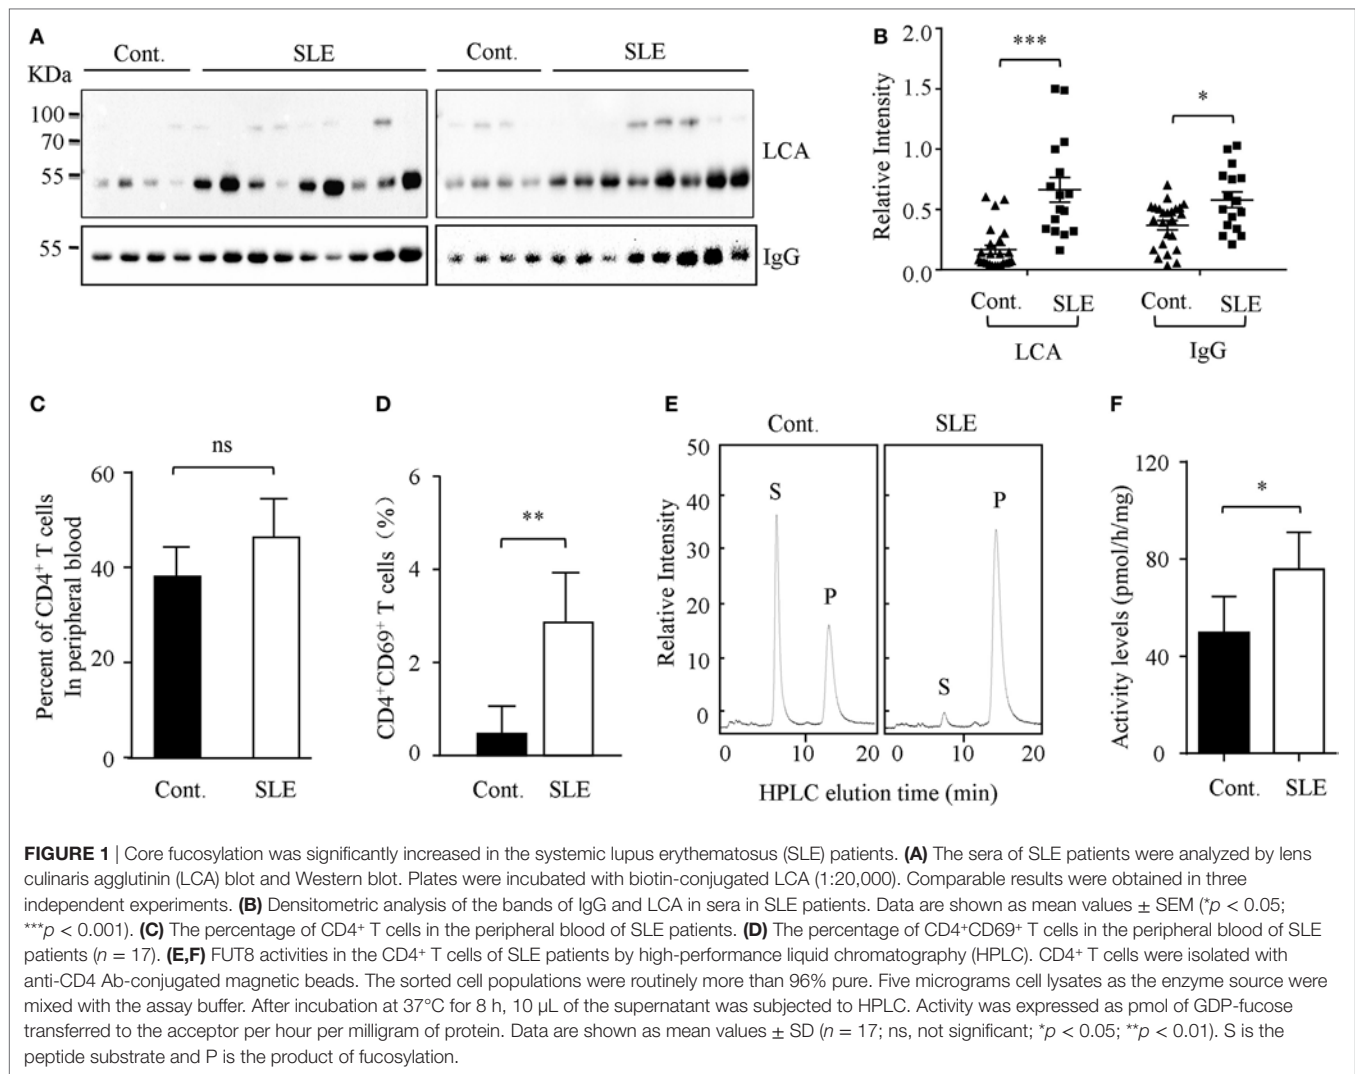 A
Cont.
SLE
Cont.
SLE
KDa
100
70
55
LCA
55
IgG
B
Relative Intensity
2.0
1.5
1.0
0.5
0.0
***
*
Cont.
SLE
Cont.
SLE
LCA
IgG
C
Percent of CD4+ T cells
In peripheral blood
60
40
20
0
ns
Cont.
SLE
D
CD4+CD69+ T cells (%)
6
4
2
0
**
Cont.
SLE
E
Cont.
SLE
Relative Intensity
50
40
30
20
10
0
S
P
S
P
0
10
20
0
10
20
HPLC elution time (min)
F
Activity levels (pmol/h/mg)
120
80
40
0
*
Cont.
SLE
FIGURE 1 | Core fucosylation was significantly increased in the systemic lupus erythematosus (SLE) patients. (A) The sera of SLE patients were analyzed by lens
culinaris agglutinin (LCA) blot and Western blot. Plates were incubated with biotin-conjugated LCA (1:20,000). Comparable results were obtained in three
independent experiments. (B) Densitometric analysis of the bands of IgG and LCA in sera in SLE patients. Data are shown as mean values ± SEM (*p < 0.05;
***p < 0.001). (C) The percentage of CD4+ T cells in the peripheral blood of SLE patients. (D) The percentage of CD4+CD69+ T cells in the peripheral blood of SLE
patients (n = 17). (E,F) FUT8 activities in the CD4+ T cells of SLE patients by high-performance liquid chromatography (HPLC). CD4+ T cells were isolated with
anti-CD4 Ab-conjugated magnetic beads. The sorted cell populations were routinely more than 96% pure. Five micrograms cell lysates as the enzyme source were
mixed with the assay buffer. After incubation at 37°C for 8 h, 10 µL of the supernatant was subjected to HPLC. Activity was expressed as pmol of GDP-fucose
transferred to the acceptor per hour per milligram of protein. Data are shown as mean values ± SD (n = 17; ns, not significant; *p < 0.05; **p < 0.01). S is the
peptide substrate and P is the product of fucosylation.